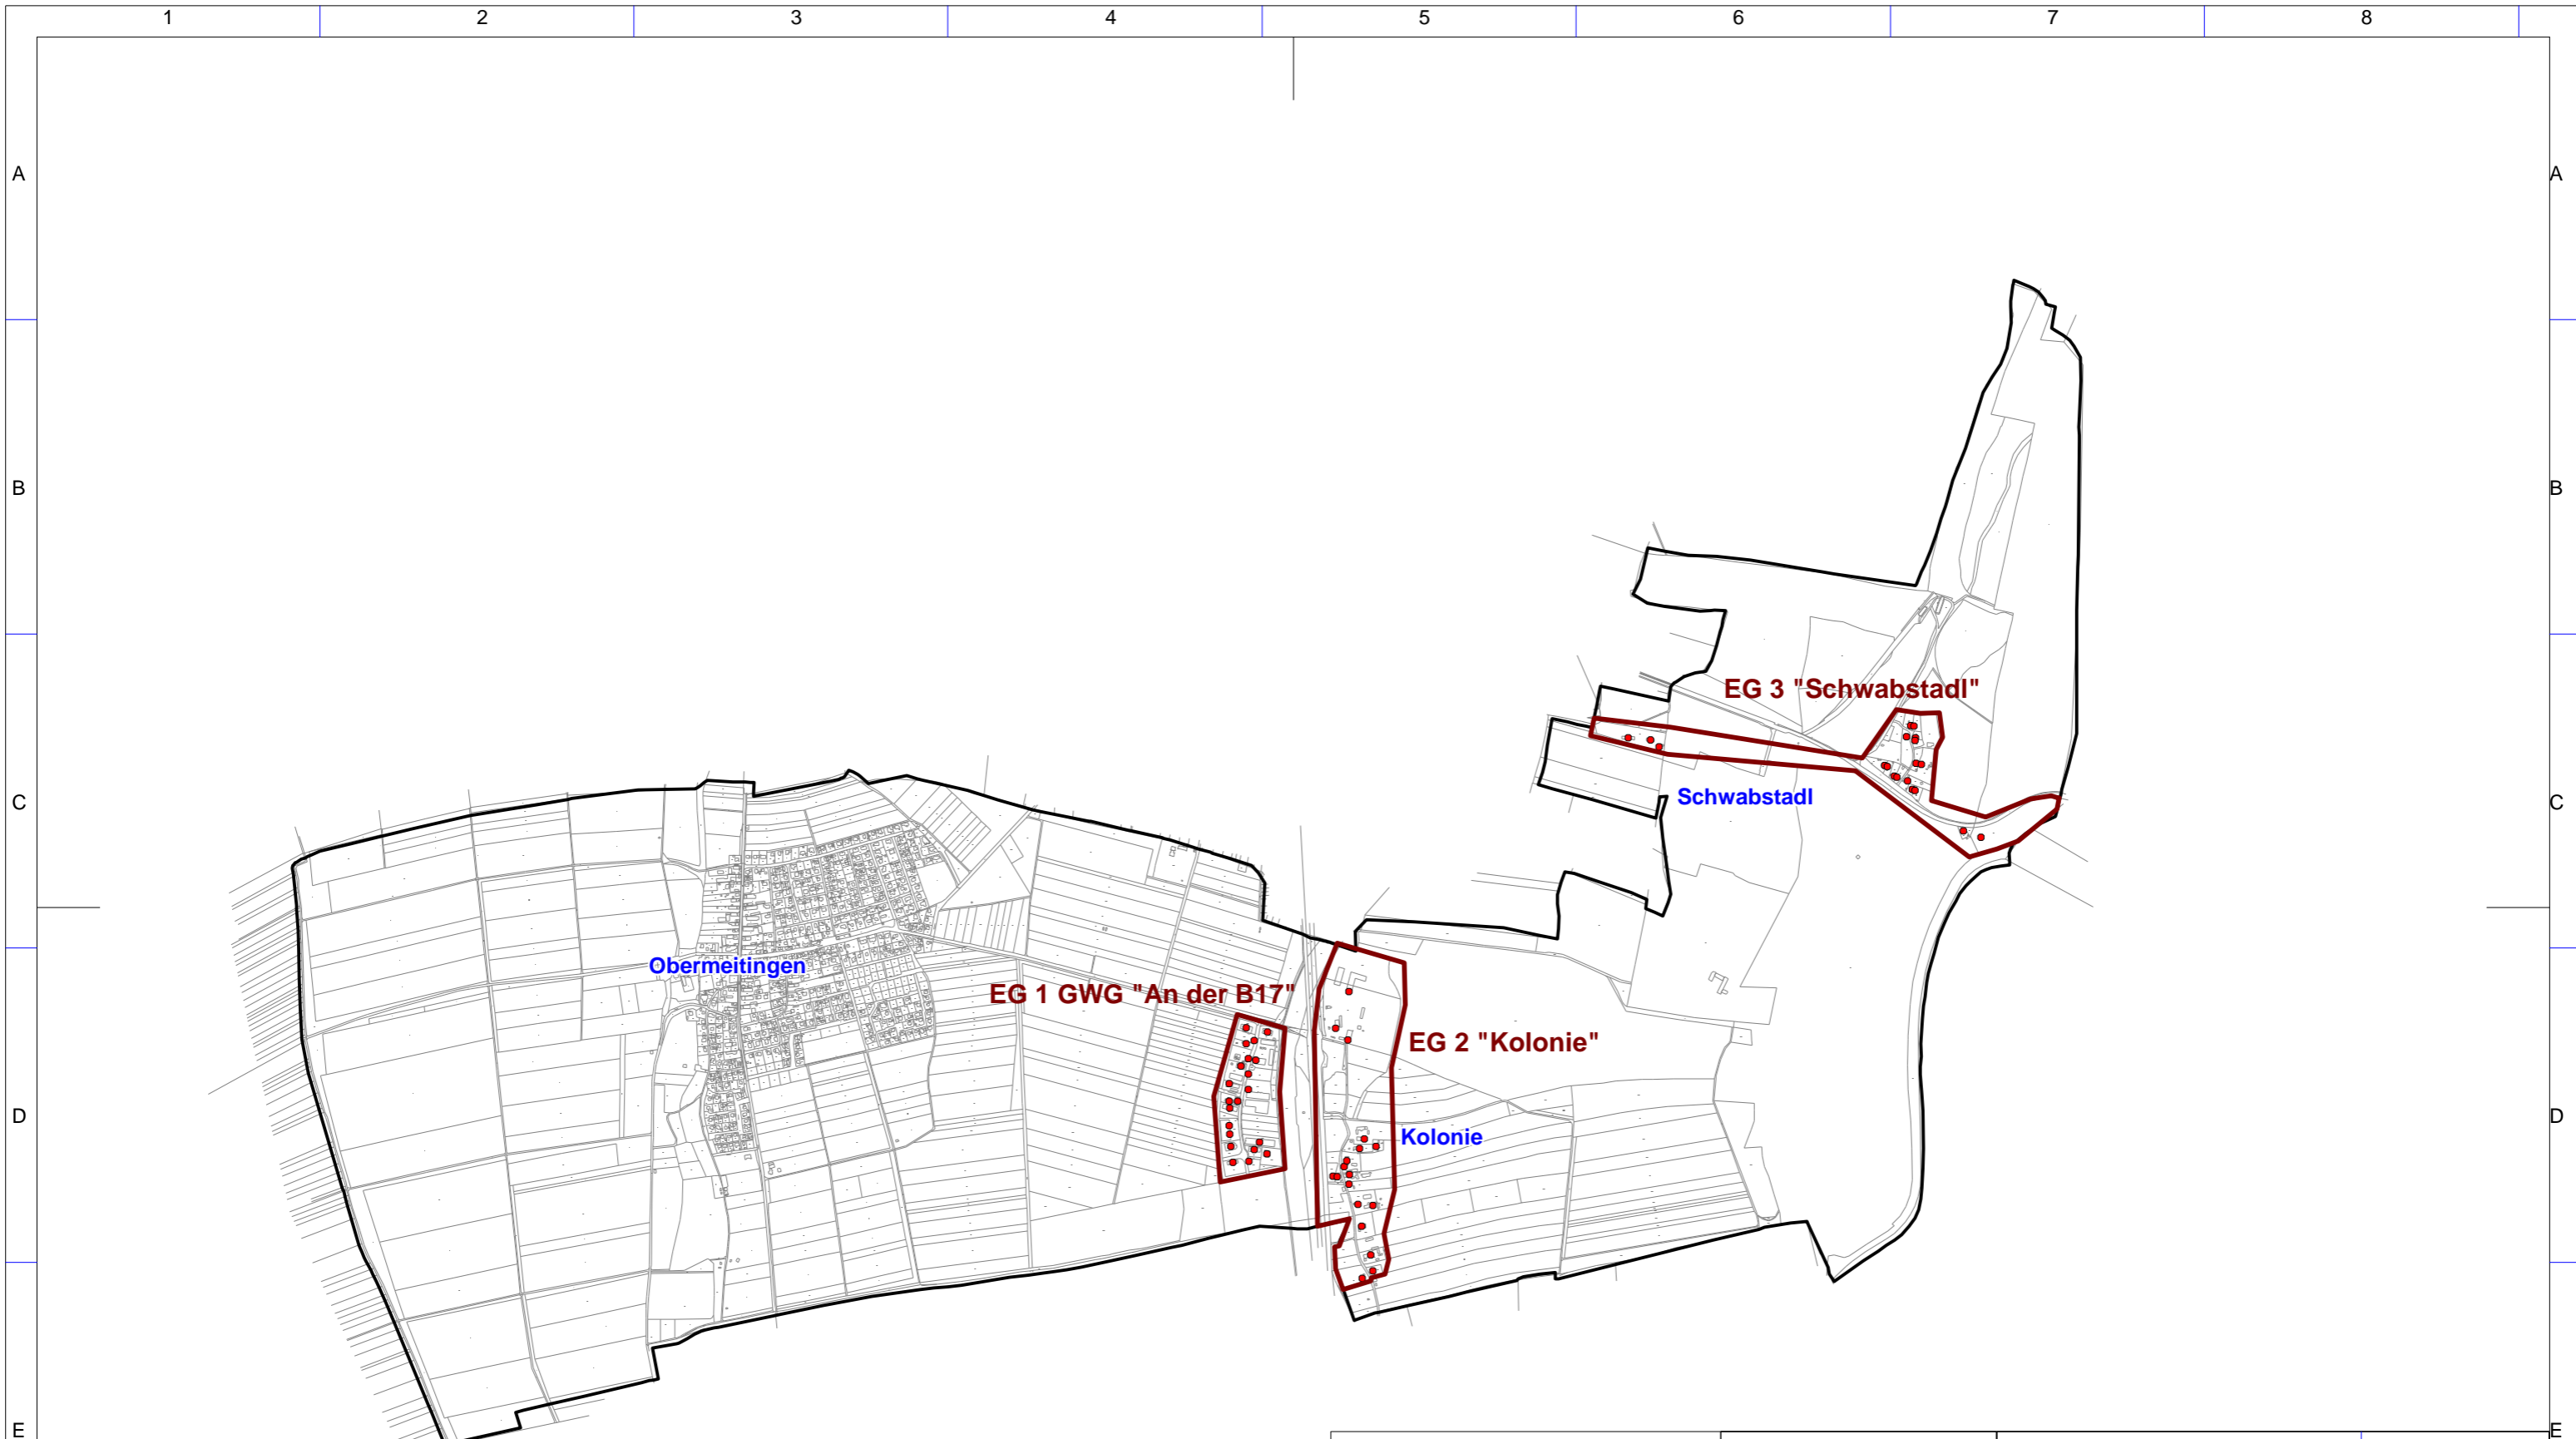 1 2 3 4 5 6 7 8
A A
B B
EG 3 "Schwabstadl"
Schwabstadl
C C
Obermeitingen
EG 1 GWG "An der B17"
EG 2 "Kolonie"
D D
Kolonie
E E